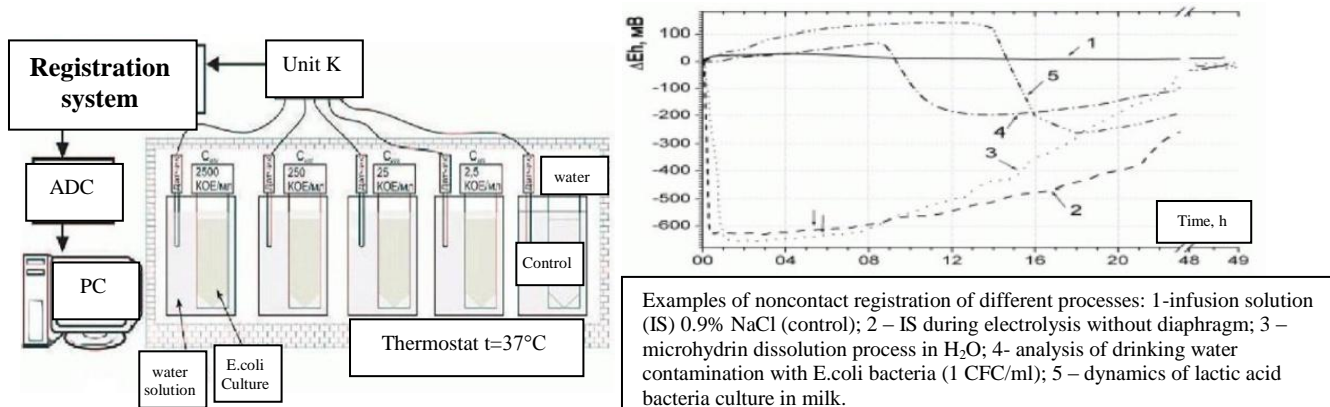 Registration
system
Unit K
ADC
PC
2500
КОЕ/мл
250
КОЕ/мл
25
КОЕ/мл
2,5
КОЕ/мл
water
Control
Thermostat t=37°C
water
solution
E.coli
Culture
ΔEh, мВ
100
0
-100
-200
-300
-400
-500
-600
1
5
4
3
2
Time, h
00 04 08 12 16 20 48 49
Examples of noncontact registration of different processes: 1-infusion solution
(IS) 0.9% NaCl (control); 2 – IS during electrolysis without diaphragm; 3 –
microhydrin dissolution process in H2O; 4- analysis of drinking water
contamination with E.coli bacteria (1 CFC/ml); 5 – dynamics of lactic acid
bacteria culture in milk.